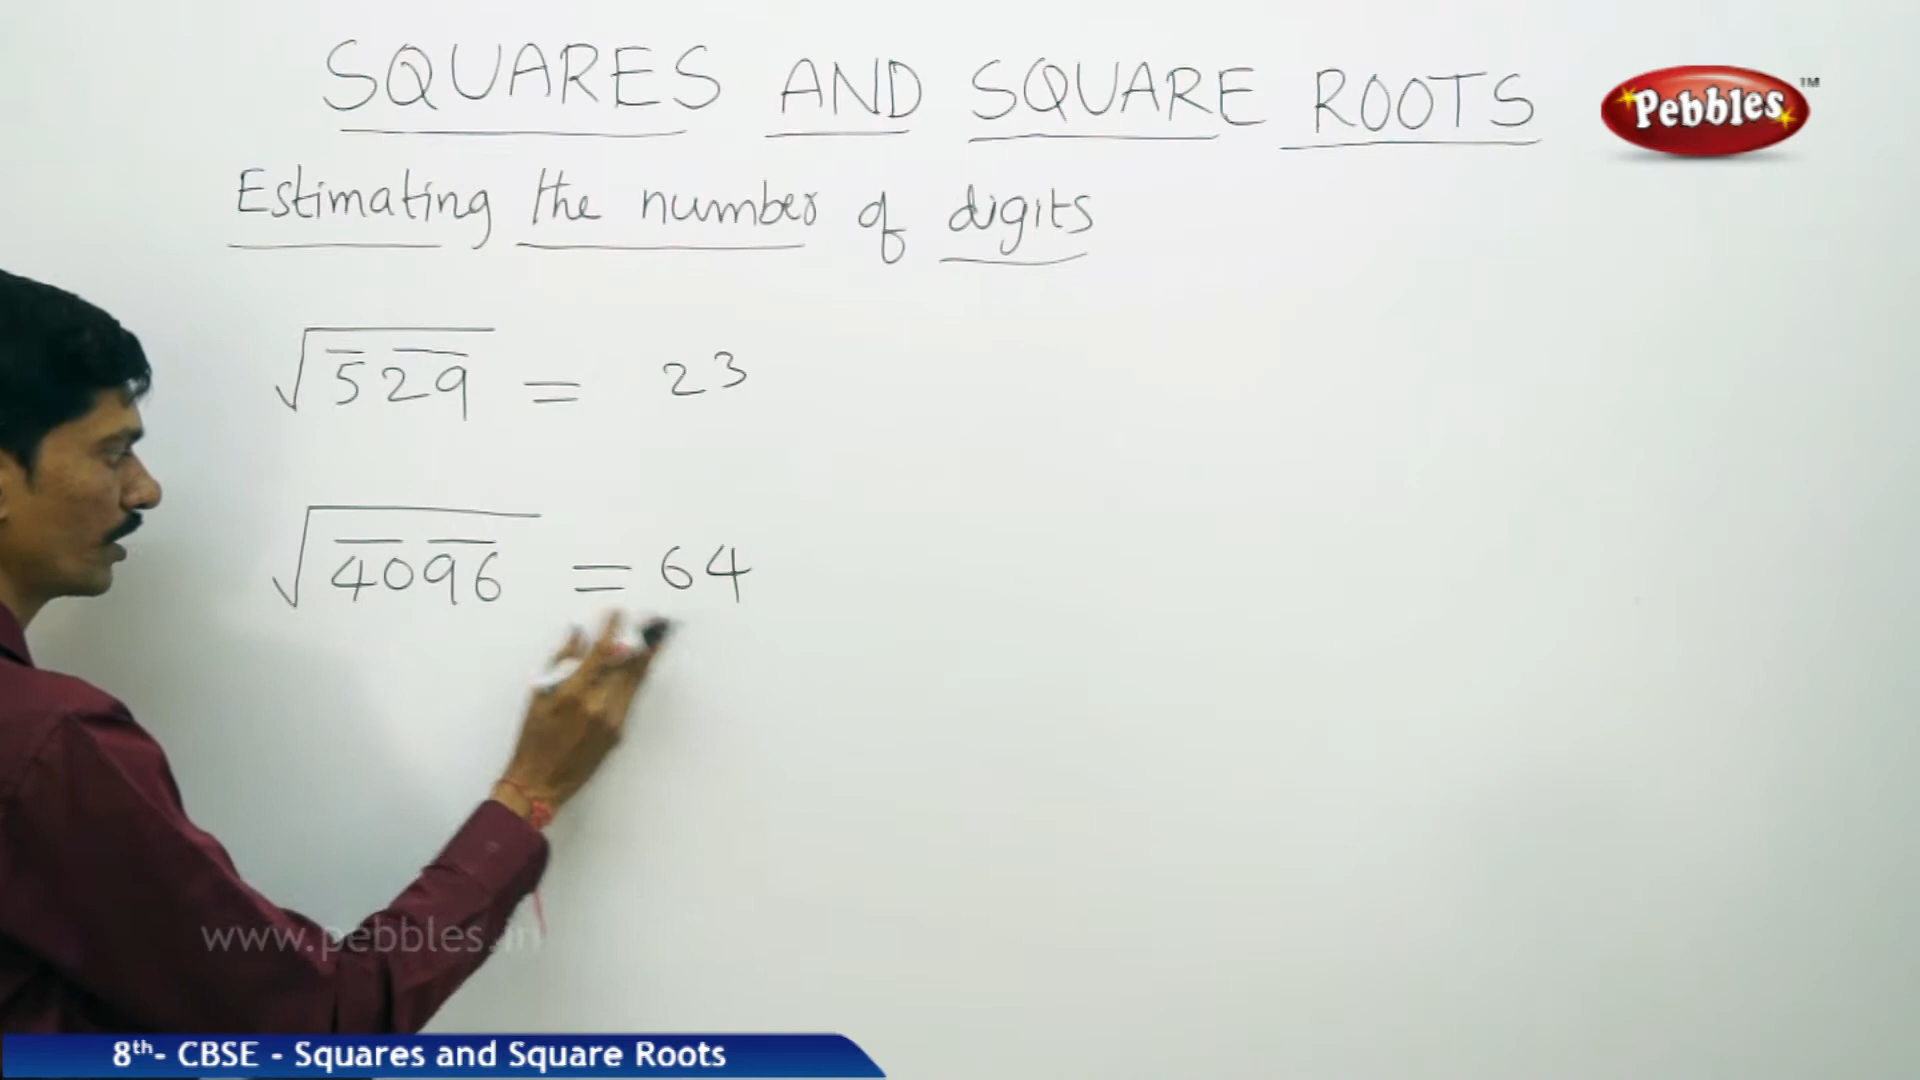 SQUARES AND SQUARE ROOTS
Pebbles™
Estimating the number of digits
√529 = 23
√4096 = 64
www.pebbles.in
8th- CBSE - Squares and Square Roots